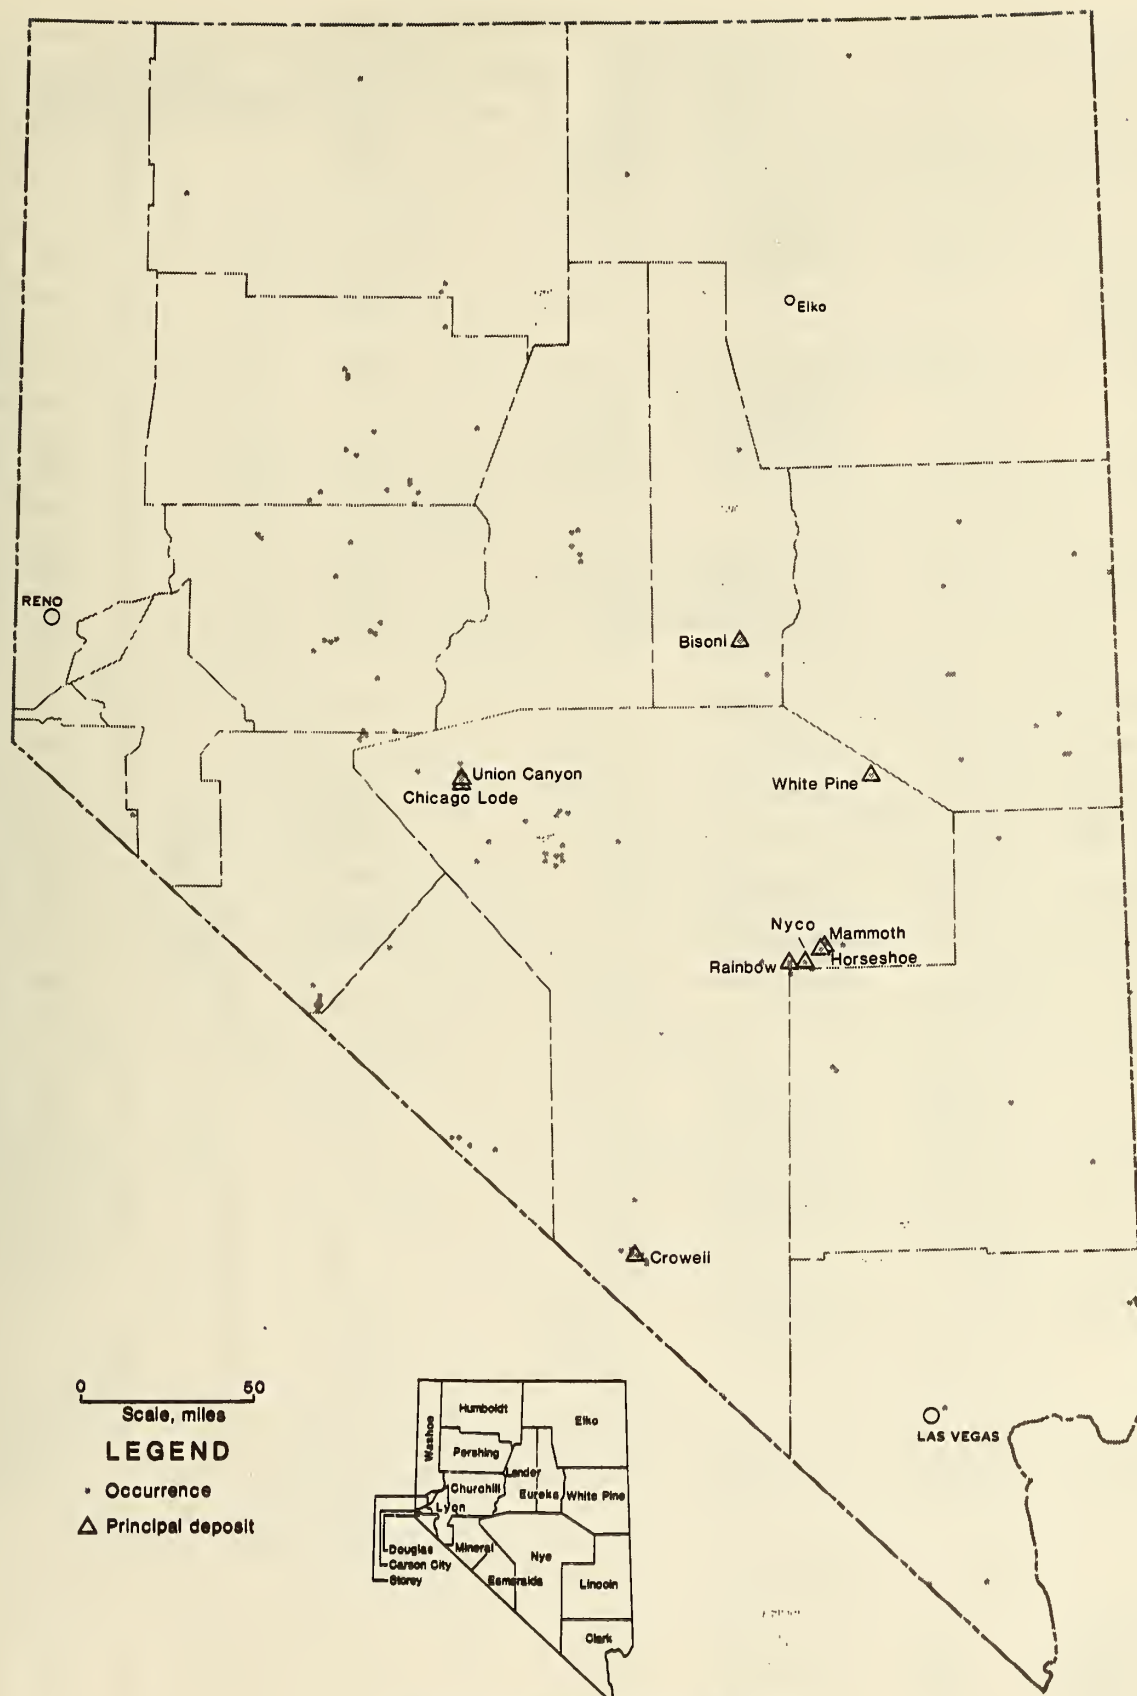 Elko
RENO
Bisoni
Union Canyon
Chicago Lode
White Pine
Nyco
Mammoth
Horseshoe
Rainbow
Crowell
0 50
Scale, miles
LEGEND
Occurrence
Principal deposit
LAS VEGAS
Washoe
Humboldt
Elko
Pershing
Lander
Churchill
Eureka
White Pine
Lyon
Douglas
Carson City
Storey
Mineral
Nye
Esmeralda
Lincoln
Clark